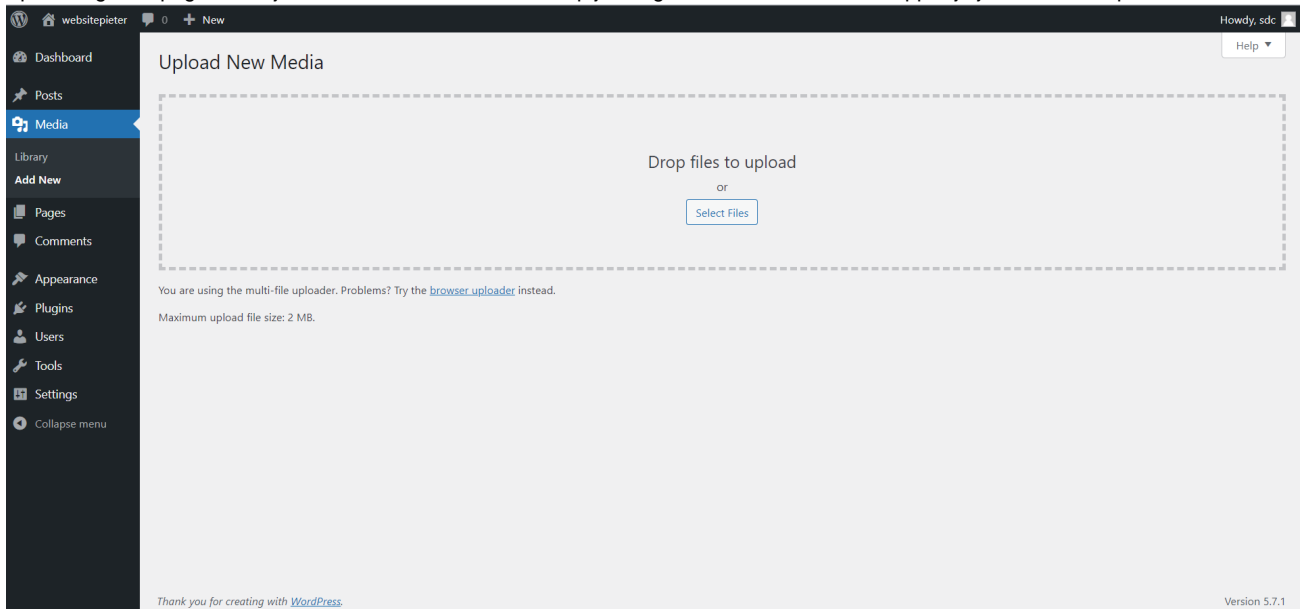 websitepieter 0 + New Howdy, sdc
Help ▼
Dashboard
Upload New Media
Posts
Media
Library
Add New
Pages
Comments
Appearance
Plugins
Users
Tools
Settings
Collapse menu
Drop files to upload
or
Select Files
You are using the multi-file uploader. Problems? Try the browser uploader instead.
Maximum upload file size: 2 MB.
Thank you for creating with WordPress. Version 5.7.1